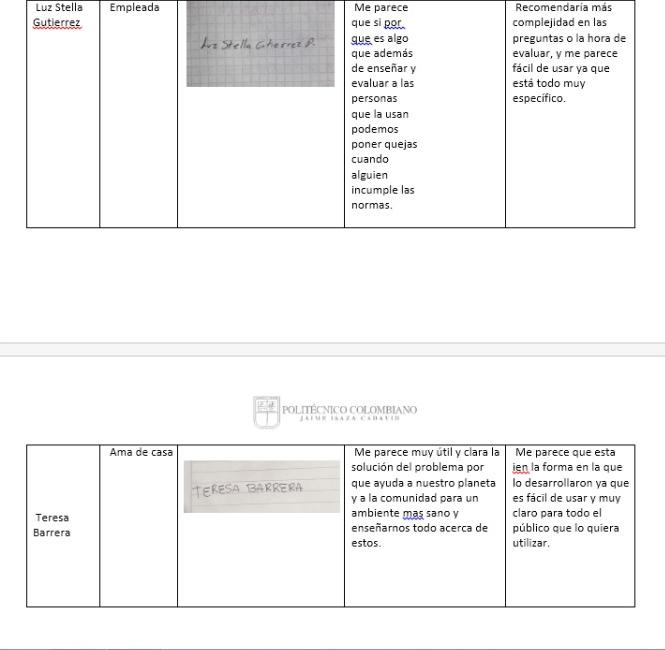 Luz Stella
Gutierrez
Empleada
Luz Stella Gtierrez P.
Me parece
que si por
que es algo
que además
de enseñar y
evaluar a las
personas
que la usan
podemos
poner quejas
cuando
alguien
incumple las
normas.
Recomendaría más
complejidad en las
preguntas o la hora de
evaluar, y me parece
fácil de usar ya que
está todo muy
específico.
POLITÉCNICO COLOMBIANO
JAIME ISAZA CADAVID
Teresa
Barrera
Ama de casa
TERESA BARRERA
Me parece muy útil y clara la
solución del problema por
que ayuda a nuestro planeta
y a la comunidad para un
ambiente mas sano y
enseñarnos todo acerca de
estos.
Me parece que esta
ien la forma en la que
lo desarrollaron ya que
es fácil de usar y muy
claro para todo el
público que lo quiera
utilizar.